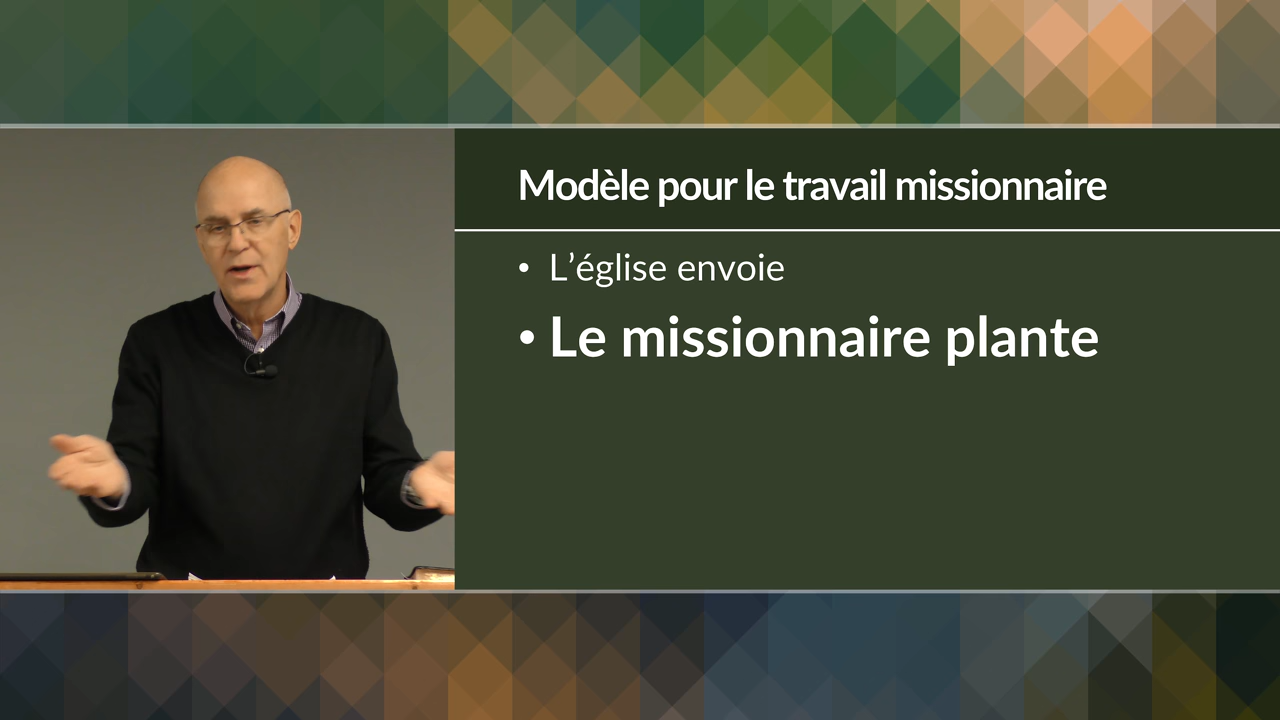 Modèle pour le travail missionnaire
• L’église envoie
• Le missionnaire plante